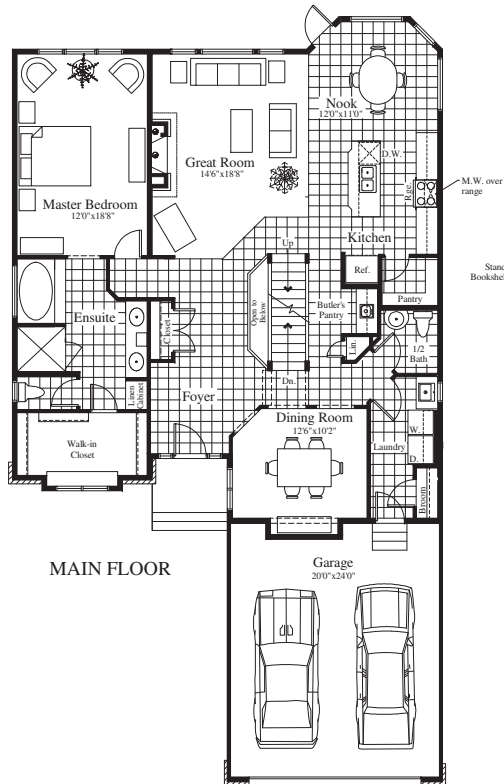 Nook
12'0"x11'0"
Great Room
14'6"x18'8"
D.W.
Rge.
M.W. over
range
Master Bedroom
12'0"x18'8"
Kitchen
Up
Ref.
Stand
Bookshel
Ensuite
Closet
Open to
Below
Butler's
Pantry
Pantry
Lin.
1/2
Bath
Dn.
Linen
Cabinet
Foyer
Dining Room
12'6"x10'2"
W.
Laundry
D.
Walk-in
Closet
Broom
MAIN FLOOR
Garage
20'0"x24'0"